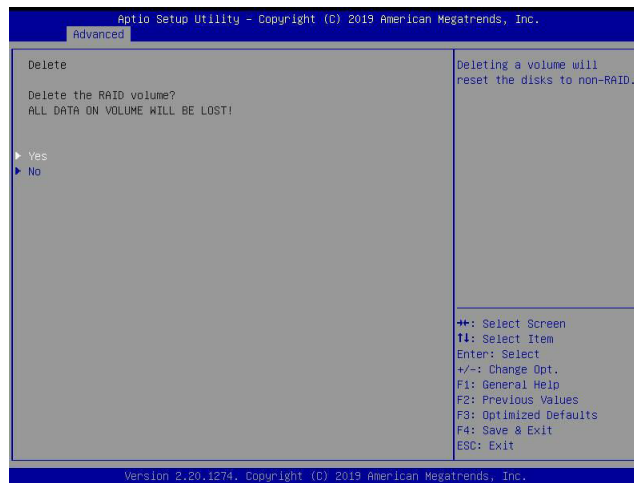 Aptio Setup Utility – Copyright (C) 2019 American Megatrends, Inc.
Advanced
Delete
Delete the RAID volume?
ALL DATA ON VOLUME WILL BE LOST!
▶ Yes
▶ No
Deleting a volume will
reset the disks to non-RAID.
→←: Select Screen
↑↓: Select Item
Enter: Select
+/-: Change Opt.
F1: General Help
F2: Previous Values
F3: Optimized Defaults
F4: Save & Exit
ESC: Exit
Version 2.20.1274. Copyright (C) 2019 American Megatrends, Inc.